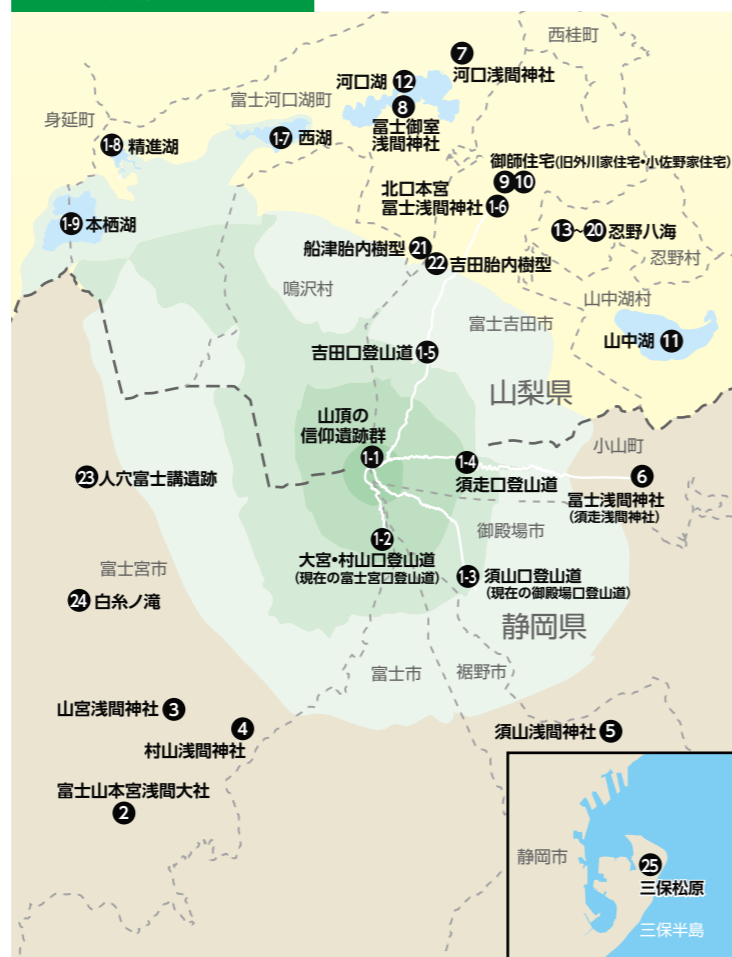 西桂町
7
河口浅間神社
河口湖 12
富士河口湖町
8
冨士御室
浅間神社
身延町
1-8 精進湖
1-7 西湖
御師住宅(旧外川家住宅・小佐野家住宅)
9 10
北口本宮
冨士浅間神社 1-6
1-9 本栖湖
13~20 忍野八海
忍野村
船津胎内樹型 21
22 吉田胎内樹型
鳴沢村
山中湖村
富士吉田市
山中湖 11
吉田口登山道 1-5
山梨県
山頂の
信仰遺跡群
1-1
小山町
1-4
須走口登山道
6
冨士浅間神社
(須走浅間神社)
23 人穴富士講遺跡
御殿場市
1-2
大宮・村山口登山道
(現在の富士宮口登山道)
1-3 須山口登山道
(現在の御殿場口登山道)
富士宮市
24 白糸ノ滝
静岡県
富士市
裾野市
山宮浅間神社 3
4
村山浅間神社
須山浅間神社 5
富士山本宮浅間大社
2
静岡市
25
三保松原
三保半島